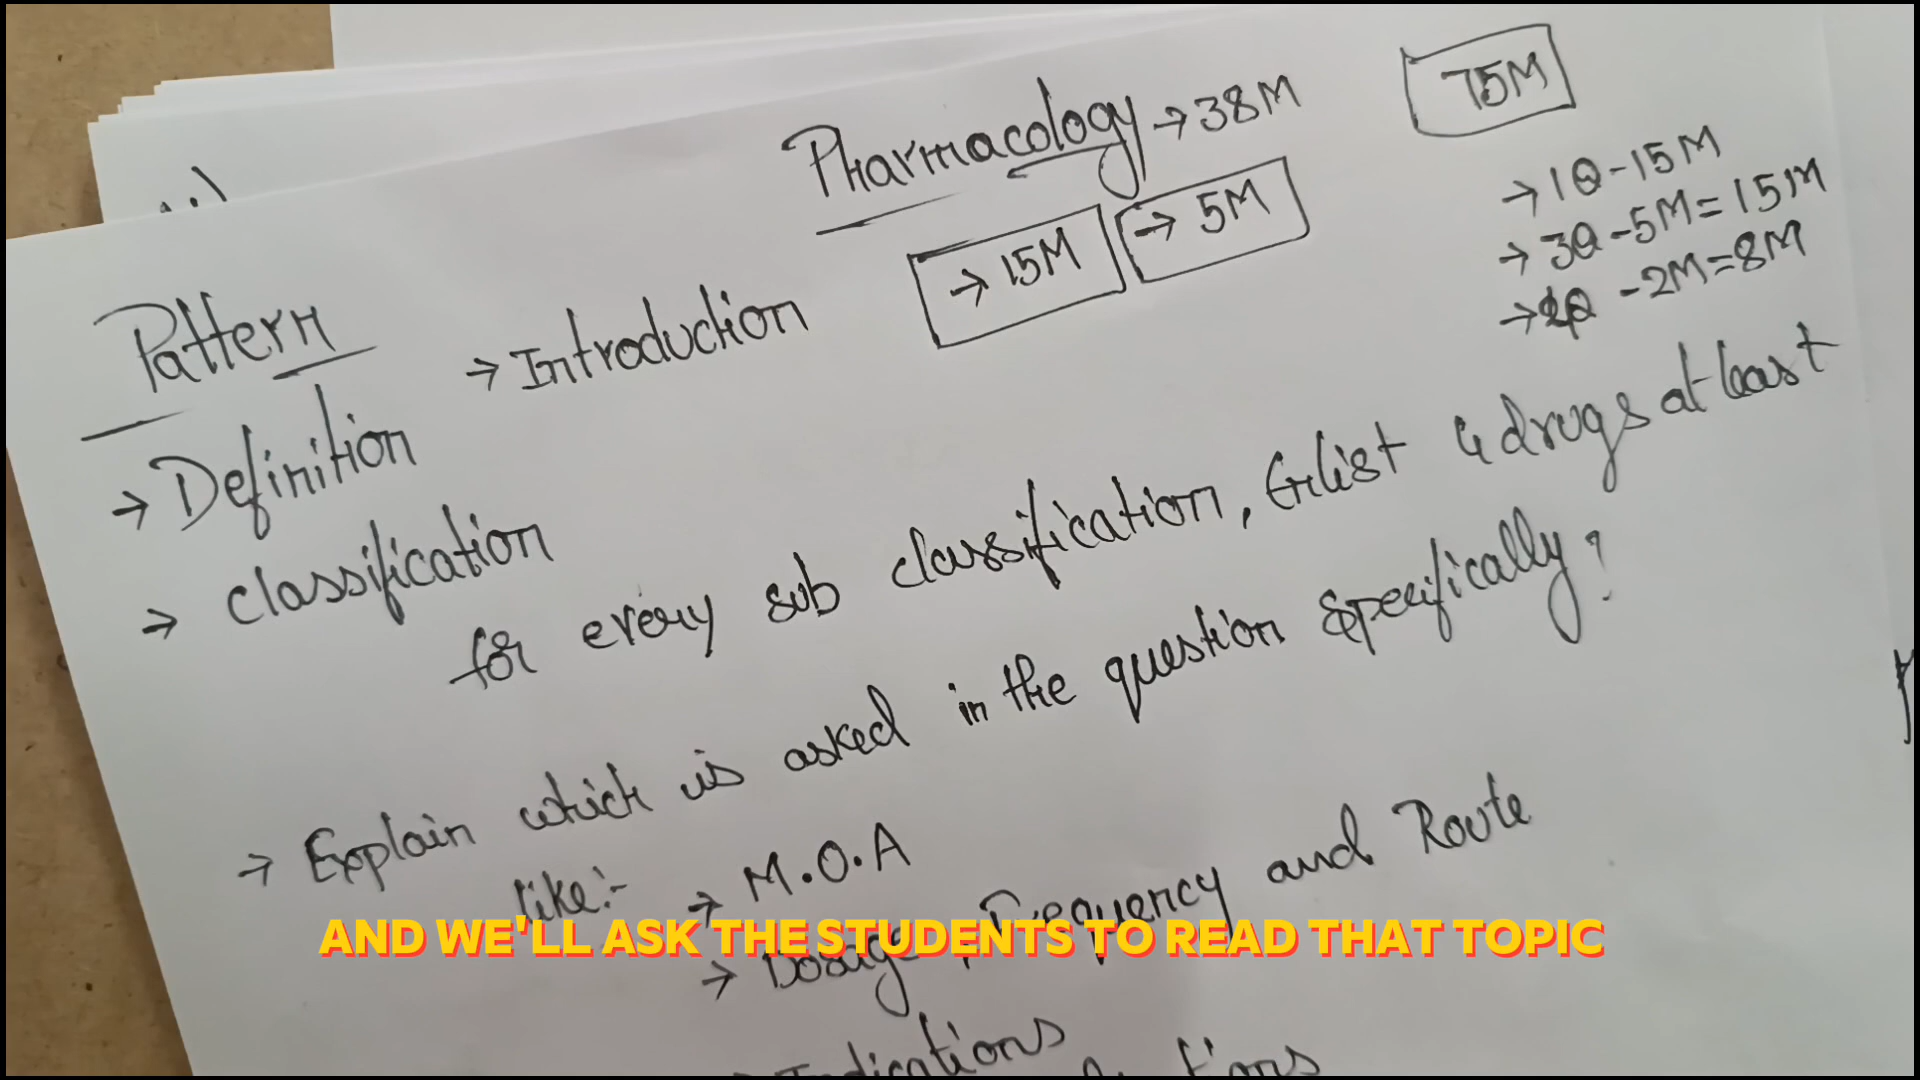 Pharmacology → 38M
75M
→ 15M
→ 5M
→ 1Q - 15M
→ 3Q - 5M = 15M
→ 4Q - 2M = 8M
Pattern
→ Introduction
→ Definition
→ classification
for every sub classification, Enlist 4 drugs at least
→ Explain which is asked in the question specifically?
like:-
→ M.O.A
→ Dosage, Frequency and Route
AND WE'LL ASK THE STUDENTS TO READ THAT TOPIC
Indications